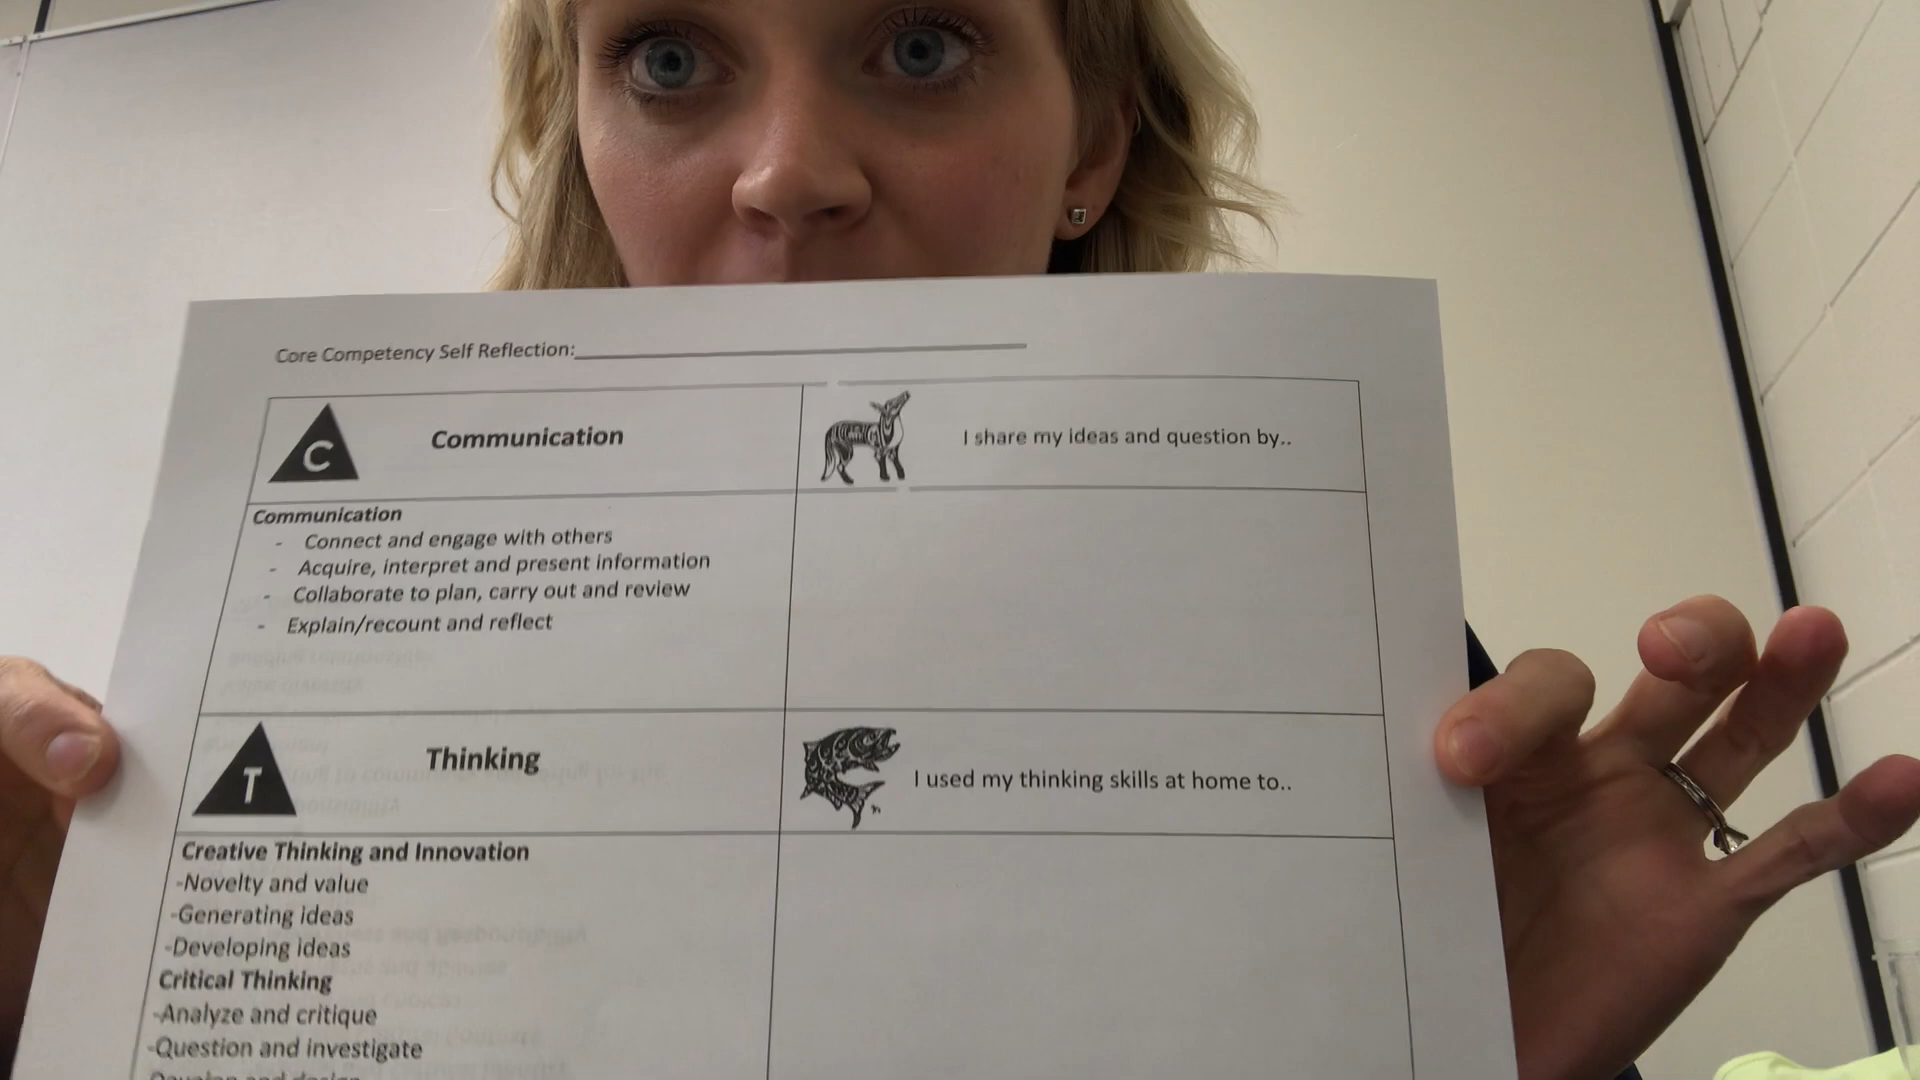 Core Competency Self Reflection:
C
Communication
I share my ideas and question by..
Communication
- Connect and engage with others
- Acquire, interpret and present information
- Collaborate to plan, carry out and review
- Explain/recount and reflect
T
Thinking
I used my thinking skills at home to..
Creative Thinking and Innovation
-Novelty and value
-Generating ideas
-Developing ideas
Critical Thinking
-Analyze and critique
-Question and investigate